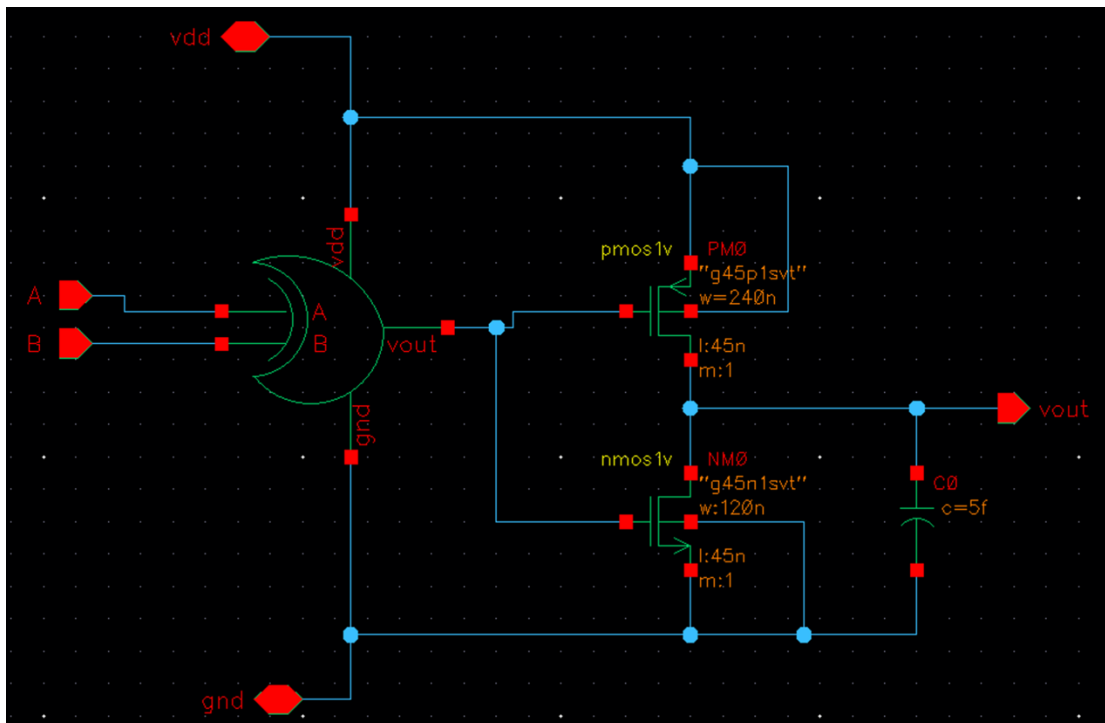 vdd
vdd
pmos1v
PM0
"g45p1svt"
w=240n
A
A
B
B
vout
l:45n
m:1
vout
gnd
nmos1v
NM0
"g45n1svt"
w:120n
C0
c=5f
l:45n
m:1
gnd